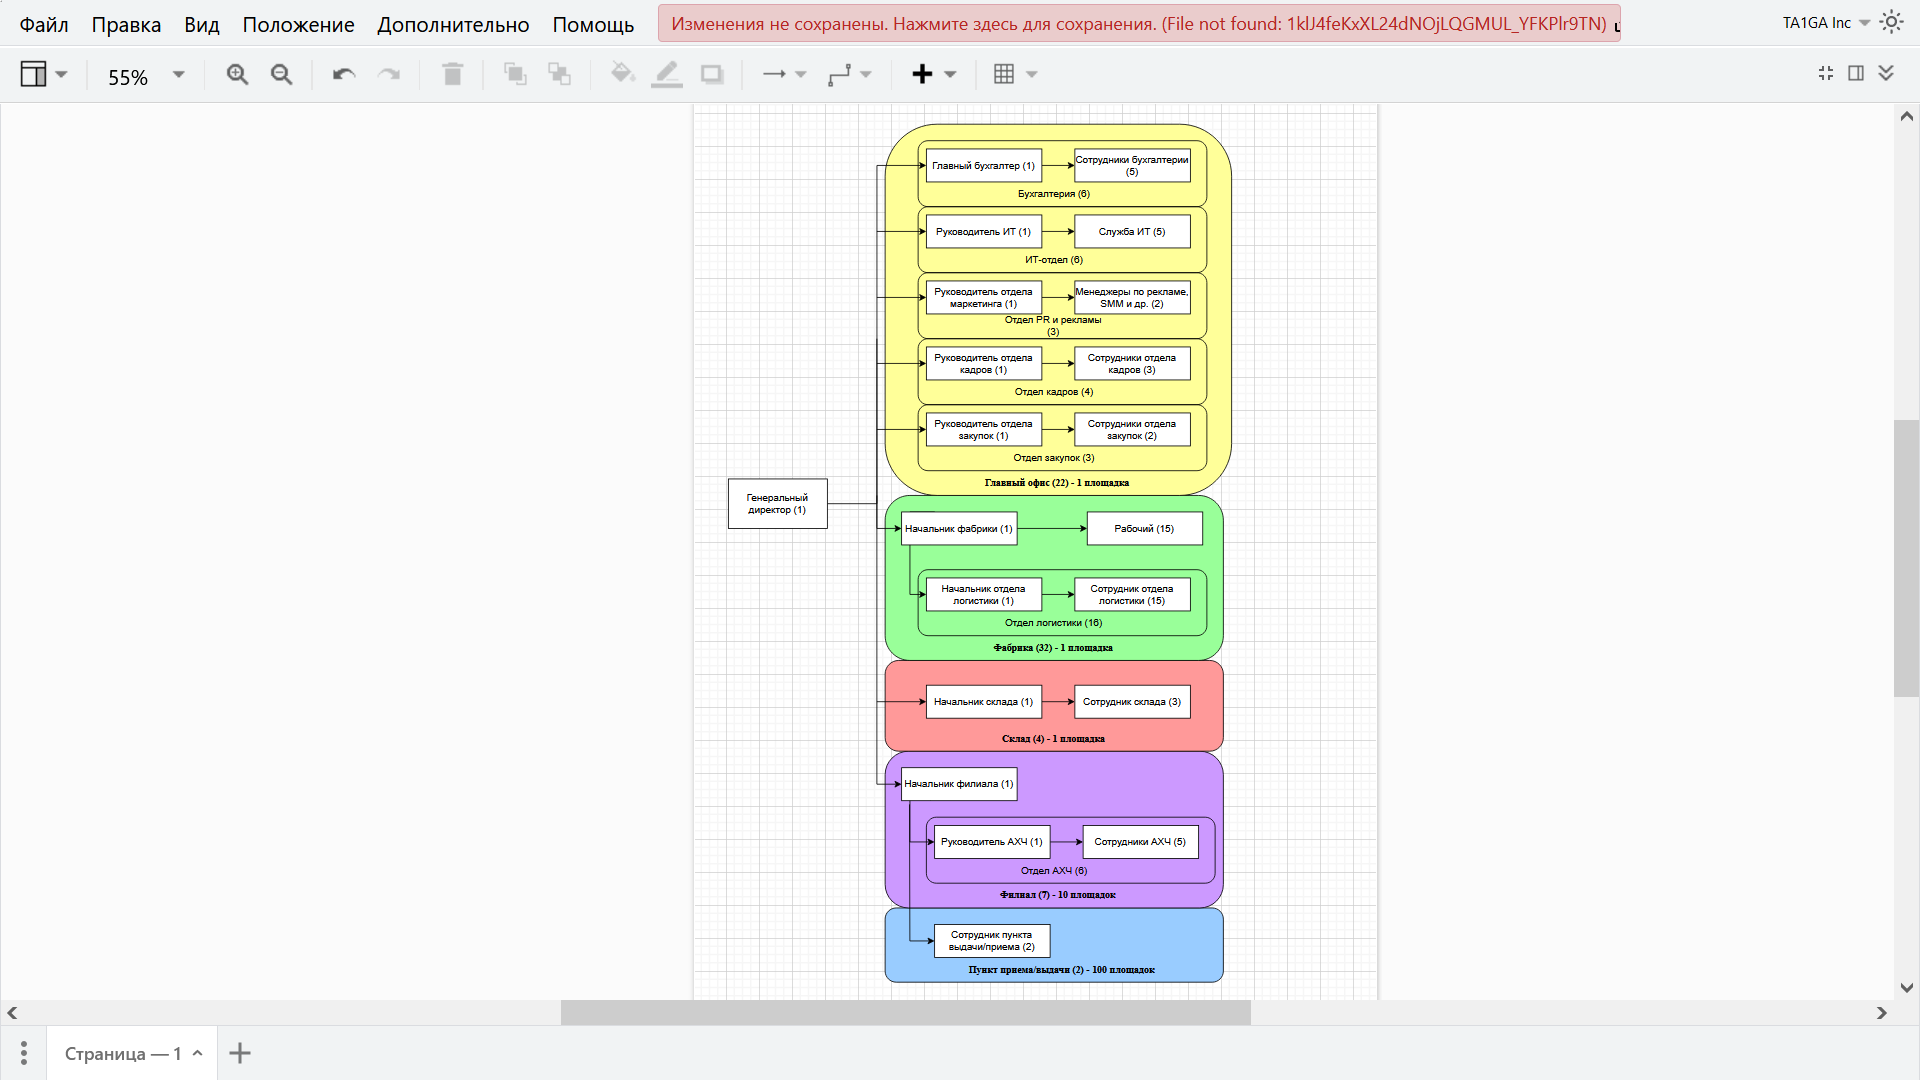 Файл Правка Вид Положение Дополнительно Помощь
Изменения не сохранены. Нажмите здесь для сохранения. (File not found: 1klJ4feKxXL24dNOjLQGMUL_YFKPlr9TN)
TA1GA Inc
55%
Главный бухгалтер (1)
Сотрудники бухгалтерии
(5)
Бухгалтерия (6)
Руководитель ИТ (1)
Служба ИТ (5)
ИТ-отдел (6)
Руководитель отдела
маркетинга (1)
Менеджеры по рекламе,
SMM и др. (2)
Отдел PR и рекламы
(3)
Руководитель отдела
кадров (1)
Сотрудники отдела
кадров (3)
Отдел кадров (4)
Руководитель отдела
закупок (1)
Сотрудники отдела
закупок (2)
Отдел закупок (3)
Главный офис (22) - 1 площадка
Генеральный
директор (1)
Начальник фабрики (1)
Рабочий (15)
Начальник отдела
логистики (1)
Сотрудник отдела
логистики (15)
Отдел логистики (16)
Фабрика (32) - 1 площадка
Начальник склада (1)
Сотрудник склада (3)
Склад (4) - 1 площадка
Начальник филиала (1)
Руководитель АХЧ (1)
Сотрудники АХЧ (5)
Отдел АХЧ (6)
Филиал (7) - 10 площадок
Сотрудник пункта
выдачи/приема (2)
Пункт приема/выдачи (2) - 100 площадок
Страница — 1